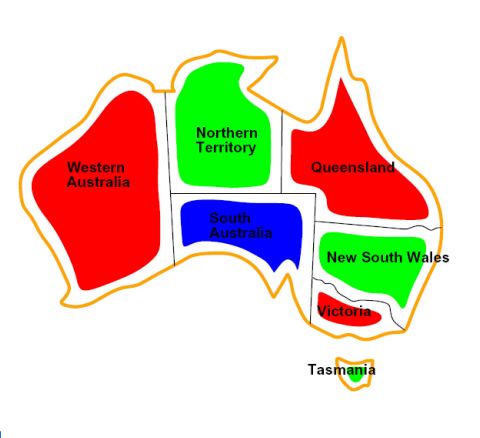 Northern
Territory
Western
Australia
Queensland
South
Australia
New South Wales
Victoria
Tasmania